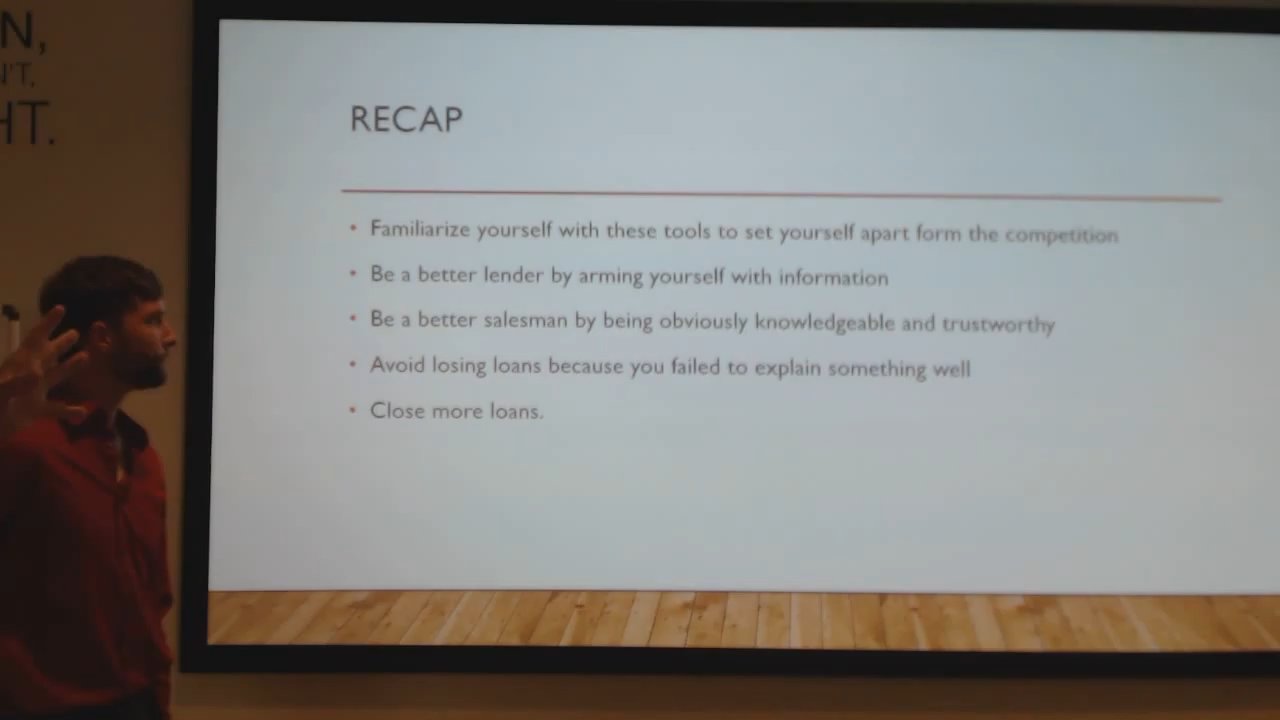 N,
N'T.
HT.
RECAP
• Familiarize yourself with these tools to set yourself apart form the competition
• Be a better lender by arming yourself with information
• Be a better salesman by being obviously knowledgeable and trustworthy
• Avoid losing loans because you failed to explain something well
• Close more loans.